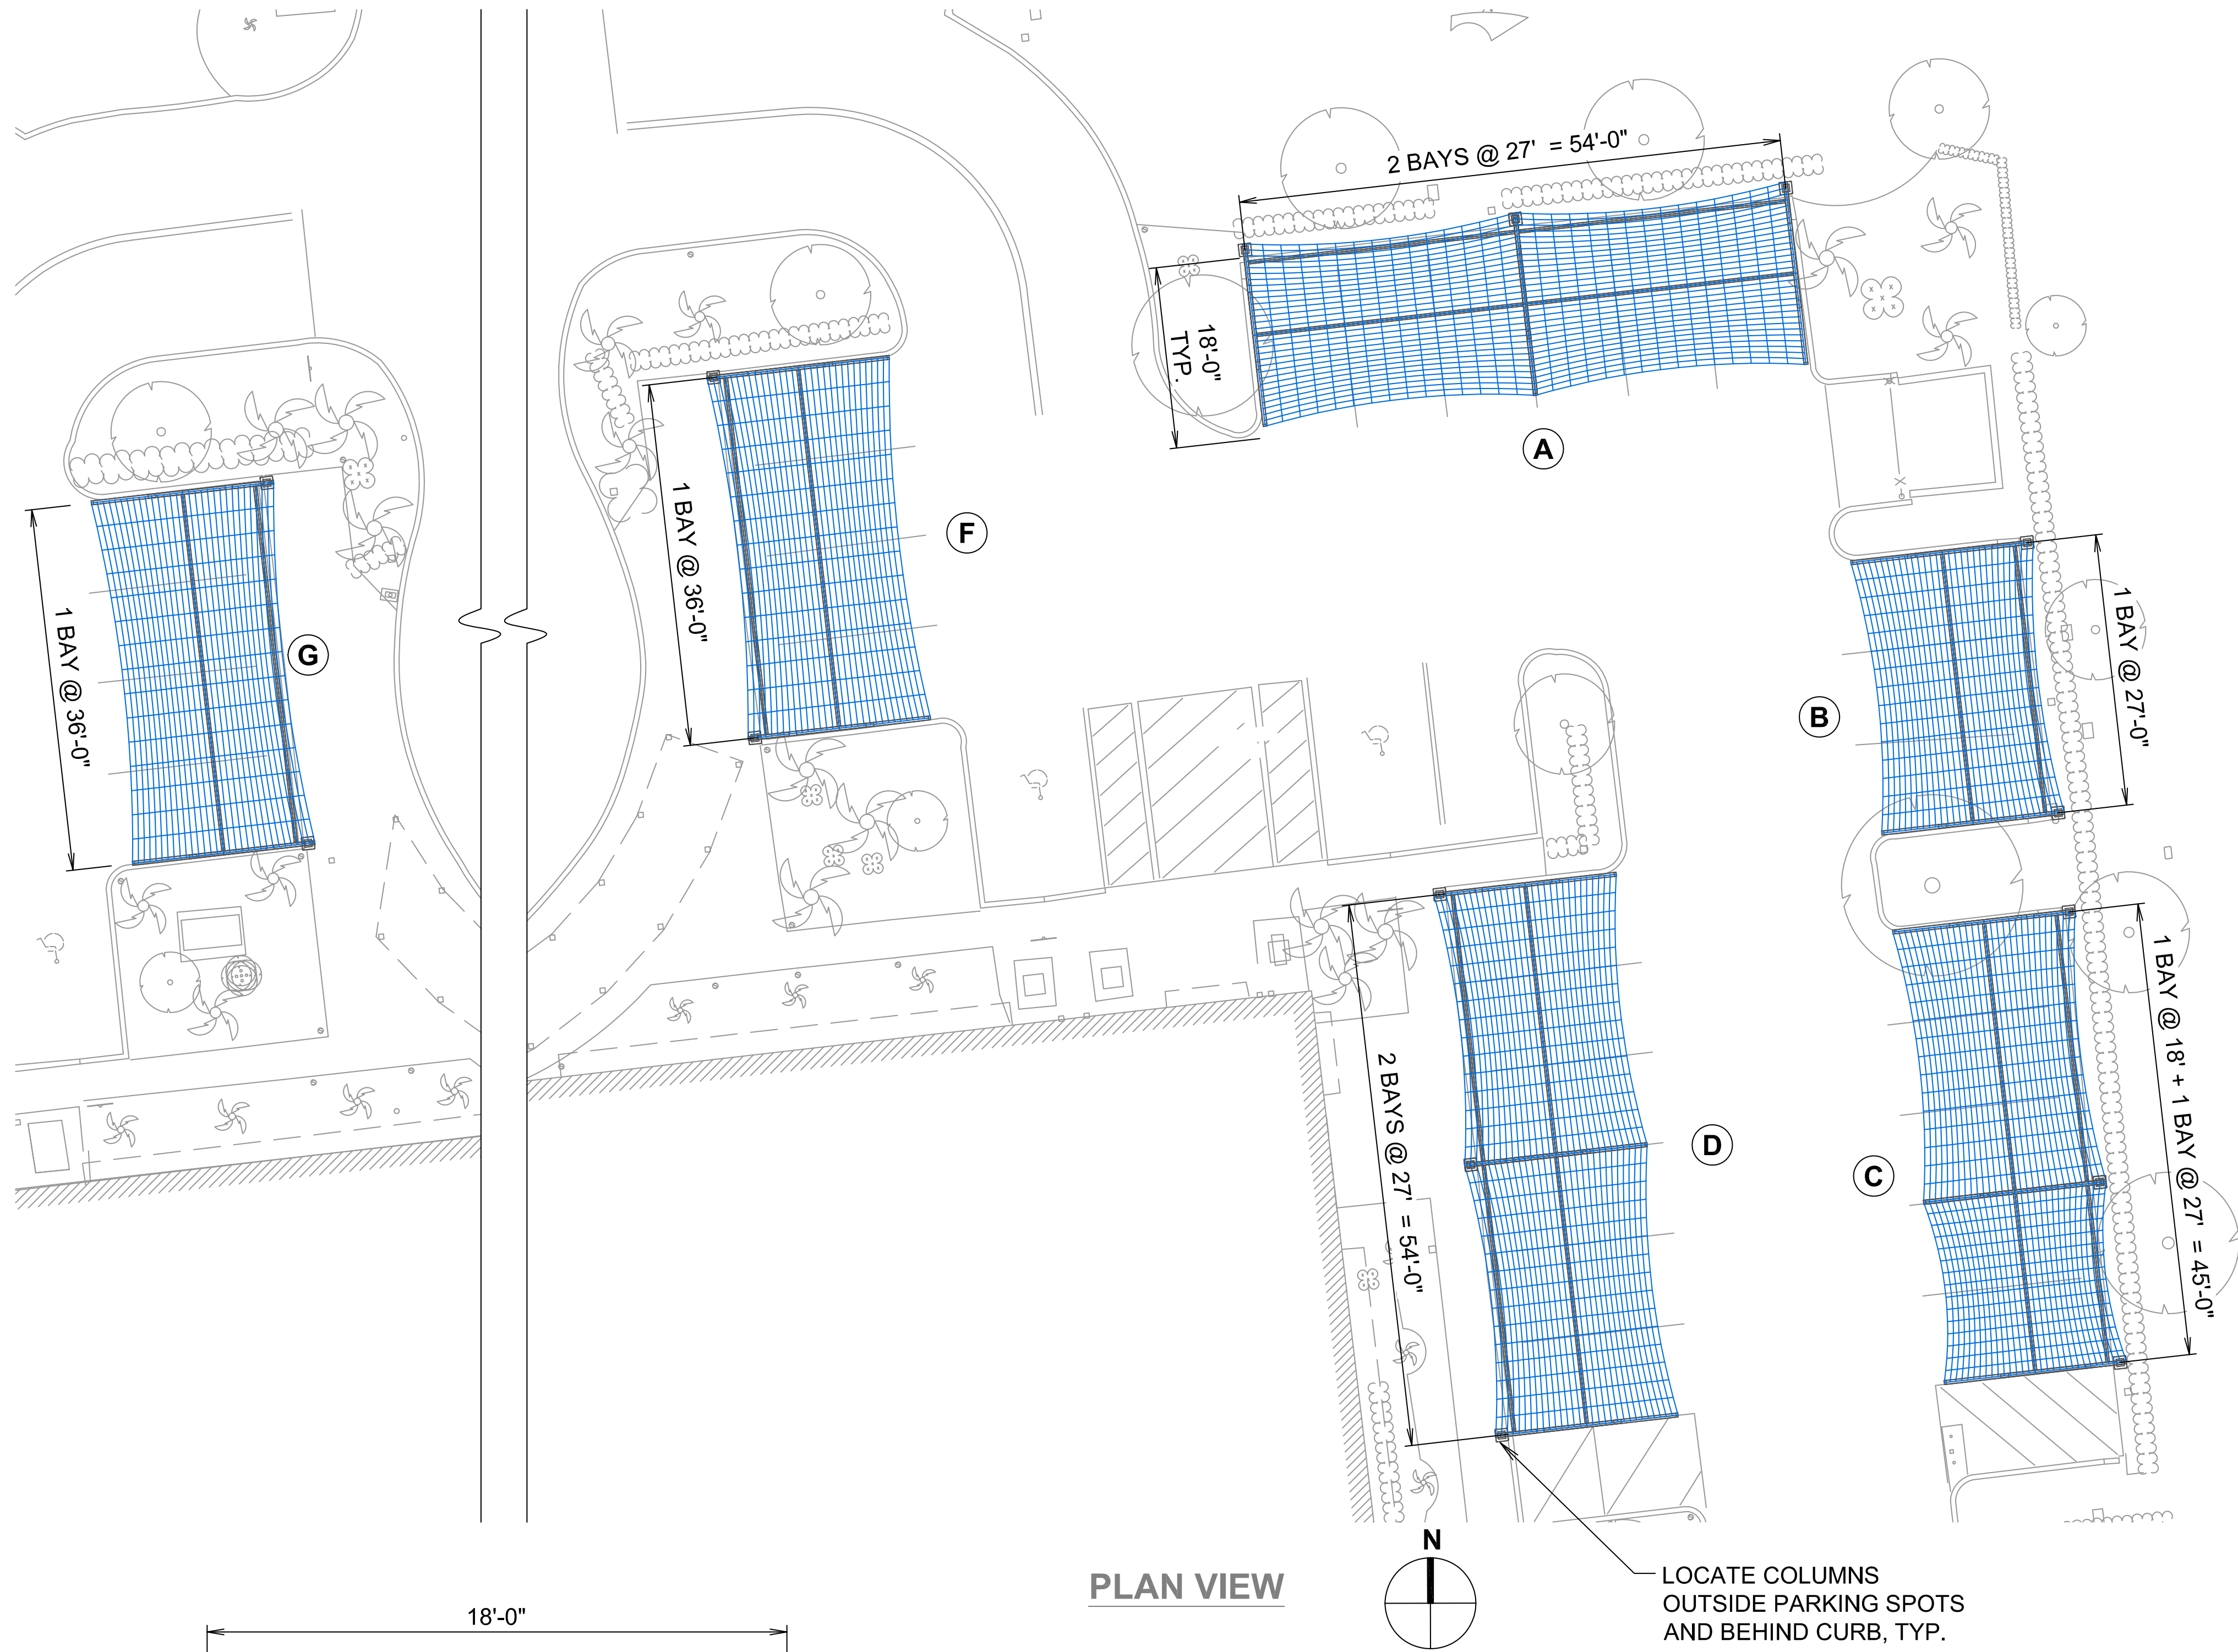 2 BAYS @ 27' = 54'-0"
18'-0"
TYP.
A
1 BAY @ 36'-0"
F
1 BAY @ 36'-0"
G
1 BAY @ 27'-0"
B
2 BAYS @ 27' = 54'-0"
D
C
1 BAY @ 18' + 1 BAY @ 27' = 45'-0"
N
PLAN VIEW
LOCATE COLUMNS
OUTSIDE PARKING SPOTS
AND BEHIND CURB, TYP.
18'-0"